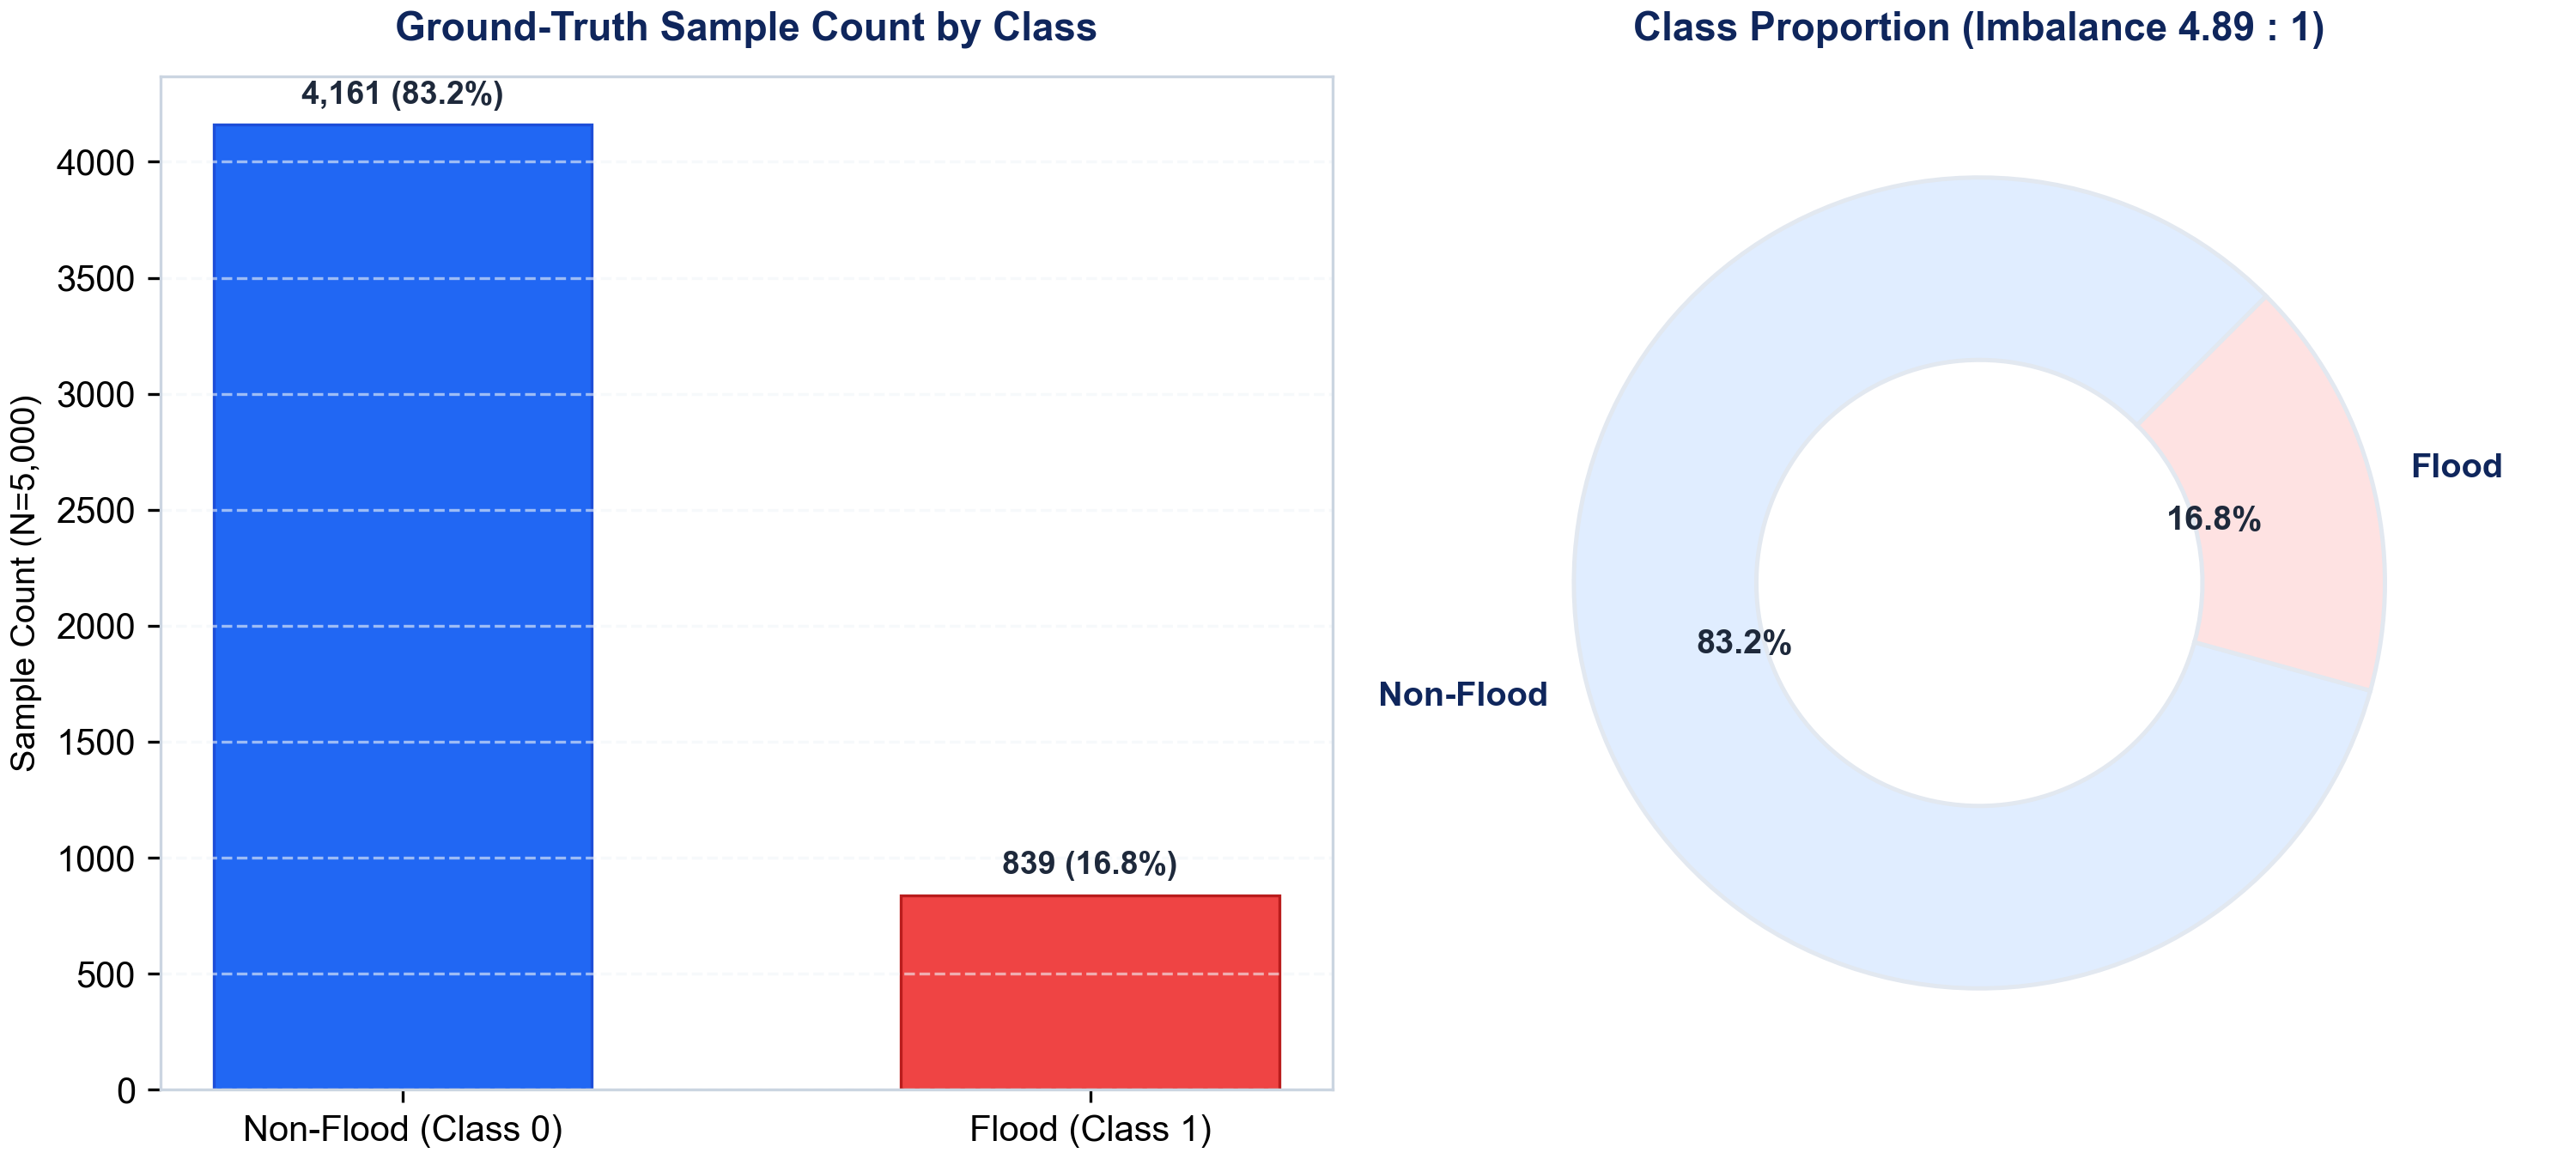 Ground-Truth Sample Count by Class
4,161 (83.2%)
4000
3500
3000
2500
2000
1500
1000
500
0
839 (16.8%)
Sample Count (N=5,000)
Non-Flood (Class 0)
Flood (Class 1)
Class Proportion (Imbalance 4.89 : 1)
Flood
16.8%
83.2%
Non-Flood